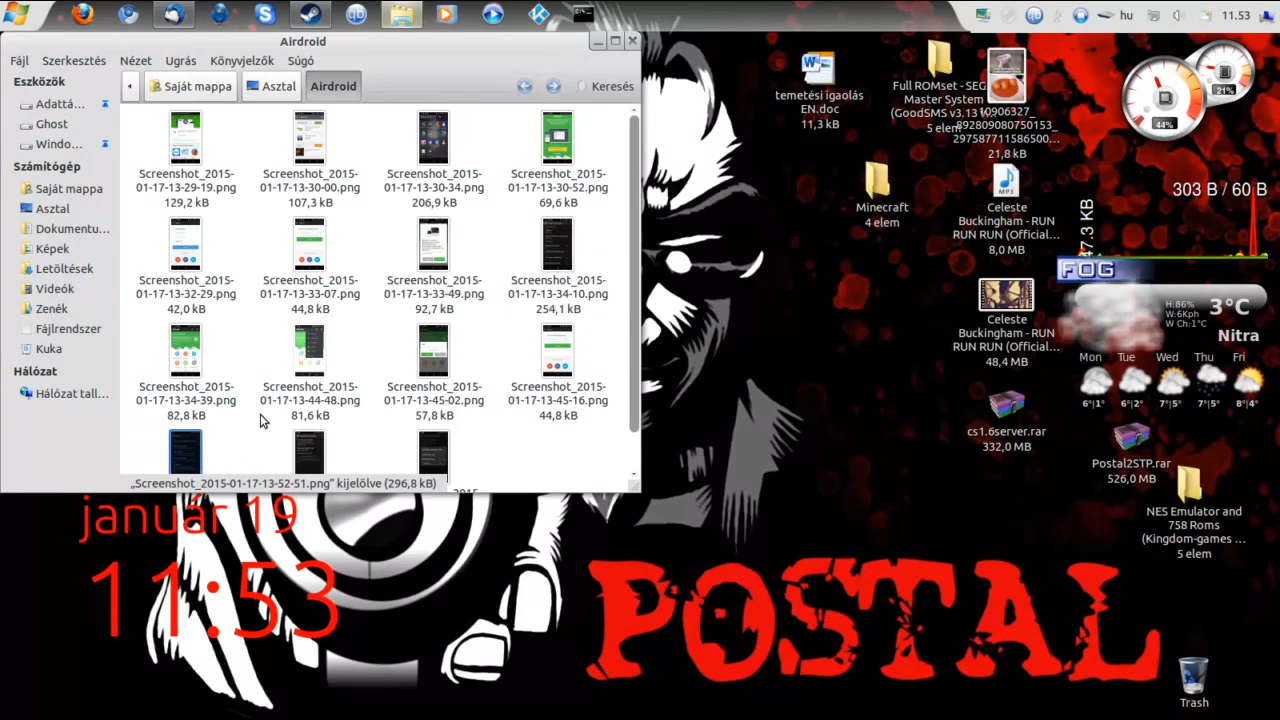 hu
11.53
Airdroid
Fájl Szerkesztés Nézet Ugrás Könyvjelzők Súgó
Eszközök
Adattá...
Adat2
Windo...
Számítógép
Saját mappa
Asztal
Dokumentu...
Képek
Letöltések
Videók
Zenék
Fájlrendszer
Kuka
Hálózat
Hálózat tall...
Saját mappa Asztal Airdroid Keresés
Screenshot_2015-
01-17-13-29-19.png
129,2 kB
Screenshot_2015-
01-17-13-30-00.png
107,3 kB
Screenshot_2015-
01-17-13-30-34.png
206,9 kB
Screenshot_2015-
01-17-13-30-52.png
69,6 kB
Screenshot_2015-
01-17-13-32-29.png
42,0 kB
Screenshot_2015-
01-17-13-33-07.png
44,8 kB
Screenshot_2015-
01-17-13-33-49.png
92,7 kB
Screenshot_2015-
01-17-13-34-10.png
254,1 kB
Screenshot_2015-
01-17-13-34-39.png
82,8 kB
Screenshot_2015-
01-17-13-44-48.png
81,6 kB
Screenshot_2015-
01-17-13-45-02.png
57,8 kB
Screenshot_2015-
01-17-13-45-16.png
44,8 kB
„Screenshot_2015-01-17-13-52-51.png” kijelölve (296,8 kB)
január 19
11:53
POSTAL
temetési igaolás
EN.doc
11,3 kB
Full ROMset - SEG
Master System
(GoodSMS v3.13 V
5 elem
10906327_
892809080750153_
297587711586500...
21,8 kB
Minecraft
4 elem
Celeste
Buckingham - RUN
RUN RUN (Official...
8,0 MB
Celeste
Buckingham - RUN
RUN RUN (Official...
48,4 MB
cs1.6server.rar
332,0 MB
Postal2STP.rar
526,0 MB
NES Emulator and
758 Roms
(Kingdom-games ...
5 elem
Trash
44%
21%
303 B / 60 B
47.3 KB
FOG
H:86%
W:6Kph
W Ch:1°C
3°C
Nitra
Mon Tue Wed Thu Fri
6°|1° 6°|2° 7°|5° 7°|5° 8°|4°